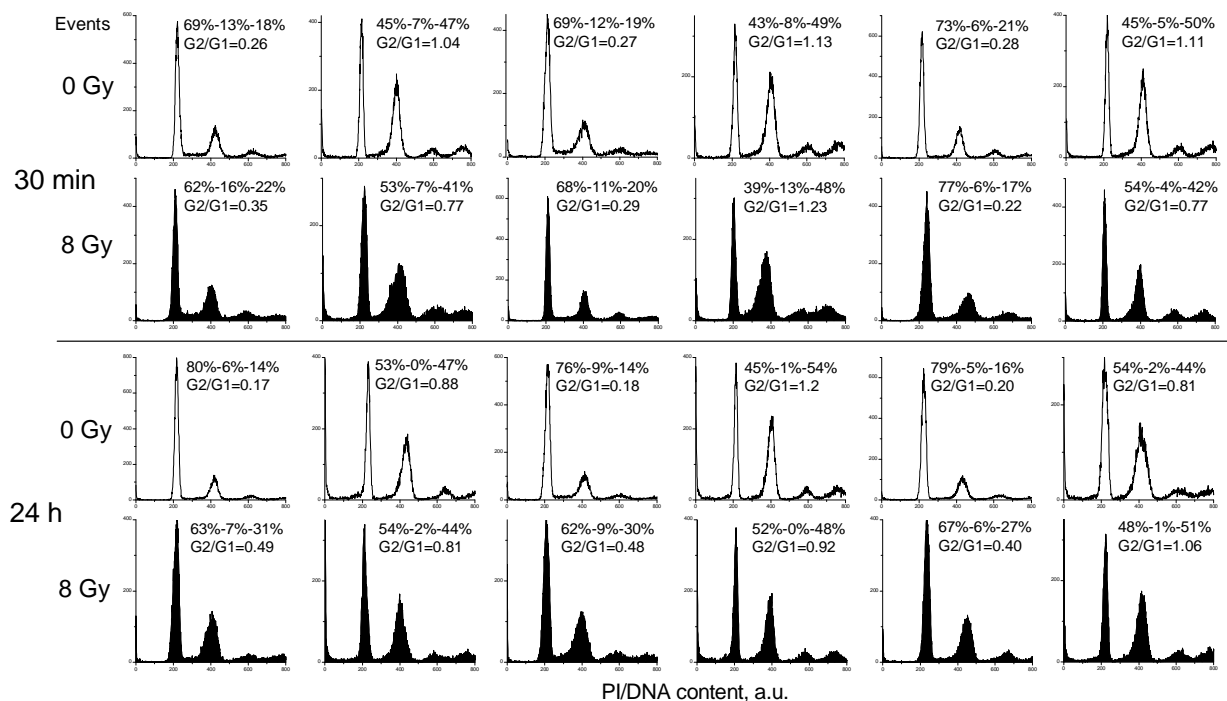 Events
0 Gy
69%-13%-18%
G2/G1=0.26
45%-7%-47%
G2/G1=1.04
69%-12%-19%
G2/G1=0.27
43%-8%-49%
G2/G1=1.13
73%-6%-21%
G2/G1=0.28
45%-5%-50%
G2/G1=1.11
30 min
8 Gy
62%-16%-22%
G2/G1=0.35
53%-7%-41%
G2/G1=0.77
68%-11%-20%
G2/G1=0.29
39%-13%-48%
G2/G1=1.23
77%-6%-17%
G2/G1=0.22
54%-4%-42%
G2/G1=0.77
0 Gy
80%-6%-14%
G2/G1=0.17
53%-0%-47%
G2/G1=0.88
76%-9%-14%
G2/G1=0.18
45%-1%-54%
G2/G1=1.2
79%-5%-16%
G2/G1=0.20
54%-2%-44%
G2/G1=0.81
24 h
8 Gy
63%-7%-31%
G2/G1=0.49
54%-2%-44%
G2/G1=0.81
62%-9%-30%
G2/G1=0.48
52%-0%-48%
G2/G1=0.92
67%-6%-27%
G2/G1=0.40
48%-1%-51%
G2/G1=1.06
PI/DNA content, a.u.